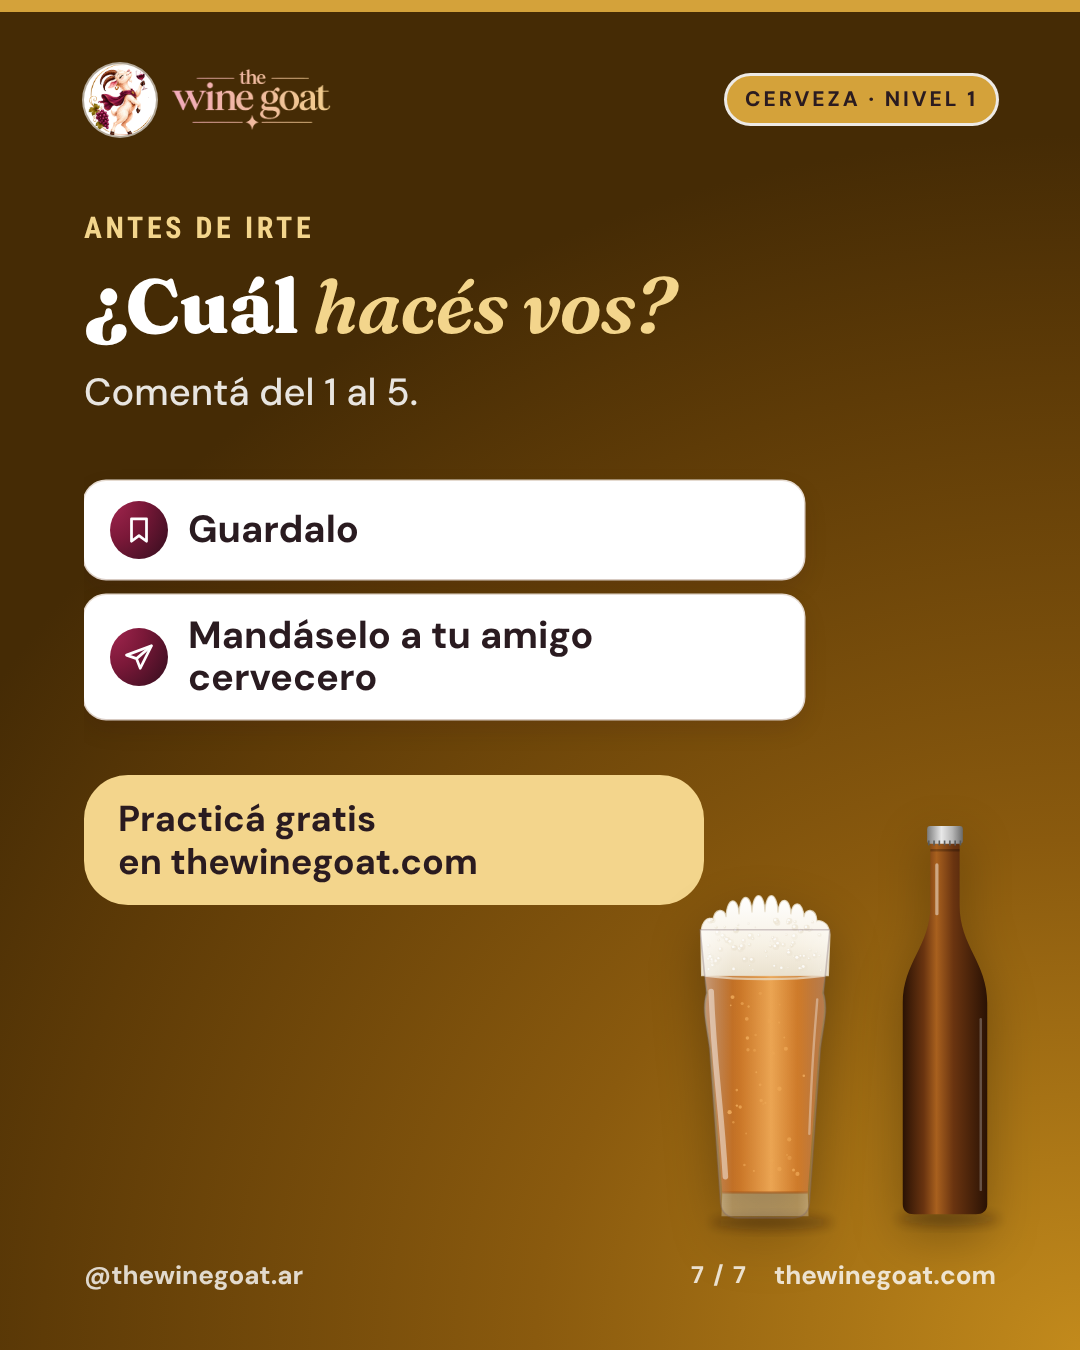 the
wine goat
CERVEZA · NIVEL 1
ANTES DE IRTE
¿Cuál hacés vos?
Comentá del 1 al 5.
Guardalo
Mandáselo a tu amigo
cervecero
Practicá gratis
en thewinegoat.com
@thewinegoat.ar
7 / 7
thewinegoat.com